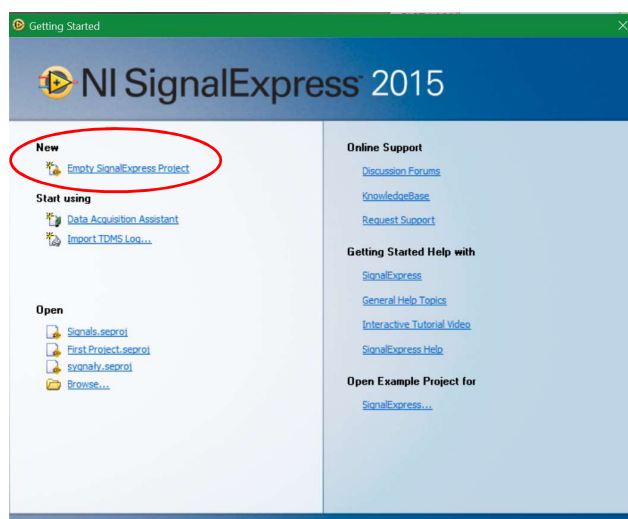 Getting Started
NI SignalExpress™ 2015
New
Empty SignalExpress Project
Start using
Data Acquisition Assistant
Import TDMS Log...
Open
Signals.seproj
First Project.seproj
sygnały.seproj
Browse...
Online Support
Discussion Forums
KnowledgeBase
Request Support
Getting Started Help with
SignalExpress
General Help Topics
Interactive Tutorial Video
SignalExpress Help
Open Example Project for
SignalExpress...